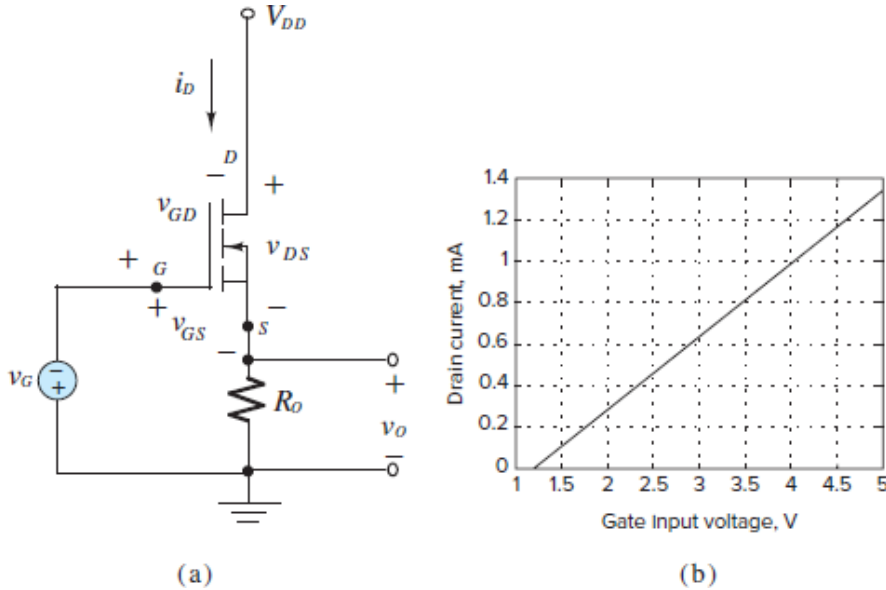 V_DD
i_D
D
−
+
v_GD
v_DS
+
G
+
−
v_GS
S
−
v_G
−
+
R_O
+
v_O
−
(a)
Drain current, mA
1.4
1.2
1
0.8
0.6
0.4
0.2
0
1 1.5 2 2.5 3 3.5 4 4.5 5
Gate Input voltage, V
(b)